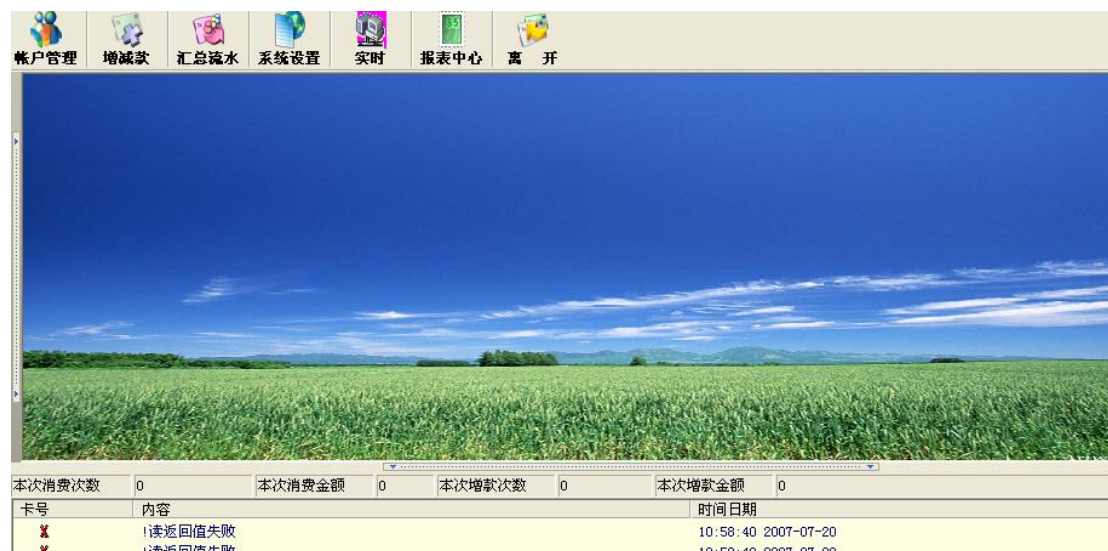 帐户管理 增减款 汇总流水 系统设置 实时 报表中心 离 开
本次消费次数 0 本次消费金额 0 本次增款次数 0 本次增款金额 0
卡号 内容 时间日期
X !读返回值失败 10:58:40 2007-07-20